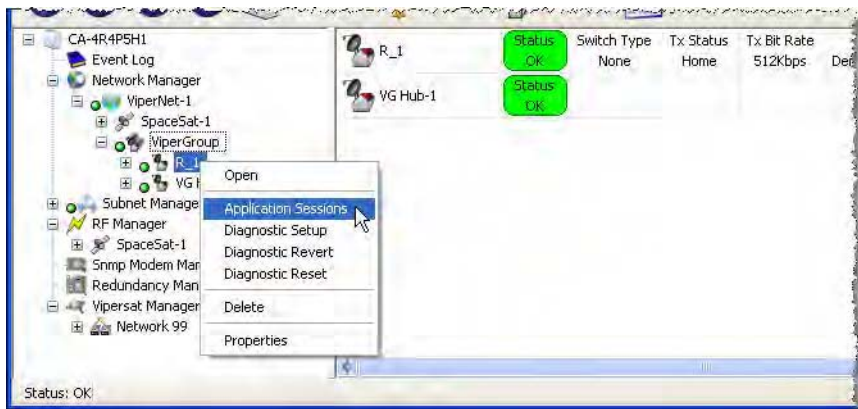 CA-4R4P5H1
Event Log
Network Manager
ViperNet-1
SpaceSat-1
ViperGroup
R_1
VG H
Subnet Manage
RF Manager
SpaceSat-1
Snmp Modem Man
Redundancy Man
Vipersat Manager
Network 99
Open
Application Sessions
Diagnostic Setup
Diagnostic Revert
Diagnostic Reset
Delete
Properties
R_1 Status OK Switch Type None Tx Status Home Tx Bit Rate 512Kbps Der
VG Hub-1 Status OK
Status: OK